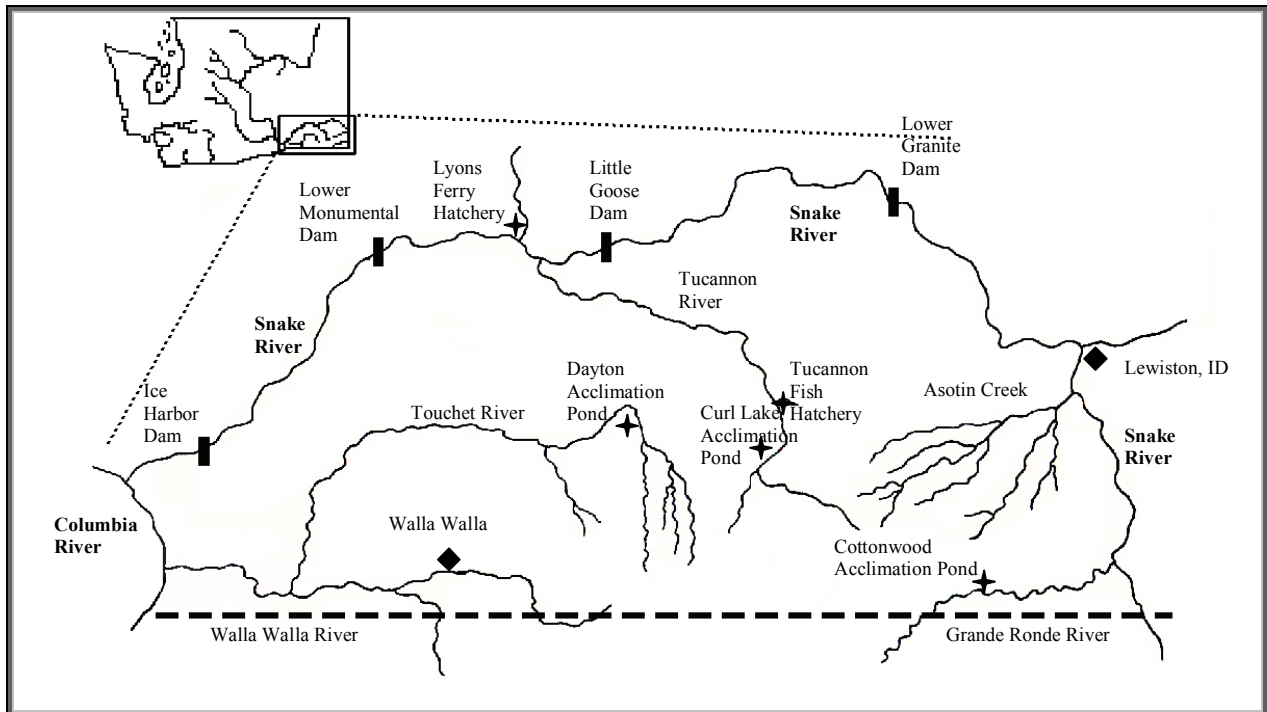 Lower
Granite
Dam
Lyons
Ferry
Hatchery
Little
Goose
Dam
Lower
Monumental
Dam
Snake
River
Tucannon
River
Snake
River
Dayton
Acclimation
Pond
Tucannon
Fish
Hatchery
Lewiston, ID
Ice
Harbor
Dam
Touchet River
Curl Lake
Acclimation
Pond
Asotin Creek
Snake
River
Columbia
River
Walla Walla
Cottonwood
Acclimation Pond
Walla Walla River
Grande Ronde River